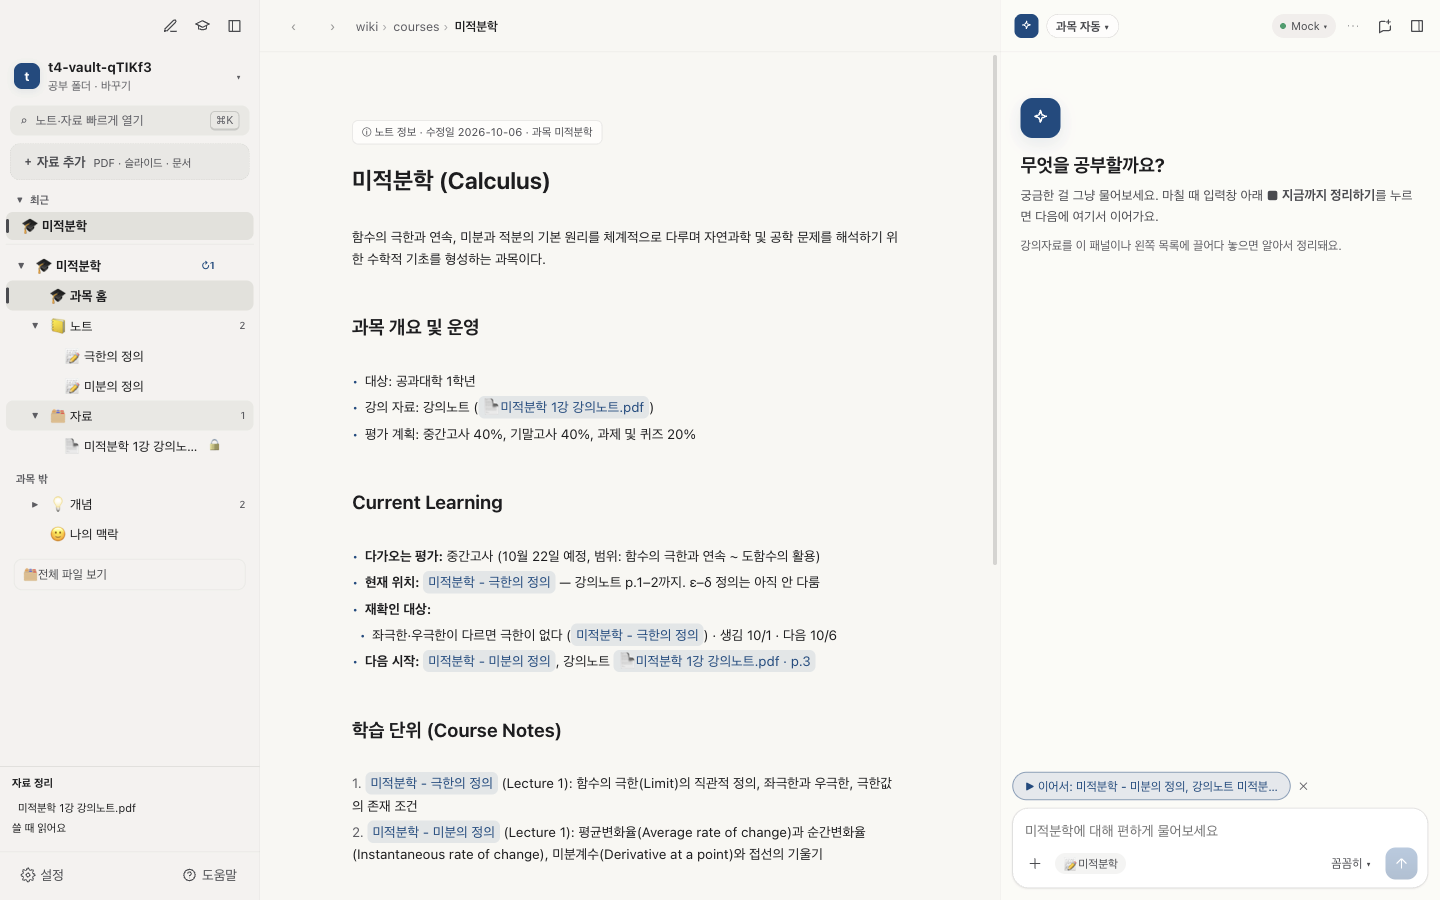 t
t4-vault-qTIKf3
공부 폴더 · 바꾸기
노트·자료 빠르게 열기
⌘K
+ 자료 추가 PDF · 슬라이드 · 문서
최근
미적분학
미적분학
↻1
과목 홈
노트
2
극한의 정의
미분의 정의
자료
1
미적분학 1강 강의노...
과목 밖
개념
2
나의 맥락
전체 파일 보기
자료 정리
미적분학 1강 강의노트.pdf
쓸 때 읽어요
설정
도움말
wiki › courses › 미적분학
노트 정보 · 수정일 2026-10-06 · 과목 미적분학
미적분학 (Calculus)
함수의 극한과 연속, 미분과 적분의 기본 원리를 체계적으로 다루며 자연과학 및 공학 문제를 해석하기 위
한 수학적 기초를 형성하는 과목이다.
과목 개요 및 운영
• 대상: 공과대학 1학년
• 강의 자료: 강의노트 (미적분학 1강 강의노트.pdf)
• 평가 계획: 중간고사 40%, 기말고사 40%, 과제 및 퀴즈 20%
Current Learning
• 다가오는 평가: 중간고사 (10월 22일 예정, 범위: 함수의 극한과 연속 ~ 도함수의 활용)
• 현재 위치: 미적분학 - 극한의 정의 — 강의노트 p.1–2까지. ε–δ 정의는 아직 안 다룸
• 재확인 대상:
• 좌극한·우극한이 다르면 극한이 없다 (미적분학 - 극한의 정의) · 생김 10/1 · 다음 10/6
• 다음 시작: 미적분학 - 미분의 정의, 강의노트 미적분학 1강 강의노트.pdf · p.3
학습 단위 (Course Notes)
1. 미적분학 - 극한의 정의 (Lecture 1): 함수의 극한(Limit)의 직관적 정의, 좌극한과 우극한, 극한값
의 존재 조건
2. 미적분학 - 미분의 정의 (Lecture 1): 평균변화율(Average rate of change)과 순간변화율
(Instantaneous rate of change), 미분계수(Derivative at a point)와 접선의 기울기
과목 자동
Mock
무엇을 공부할까요?
궁금한 걸 그냥 물어보세요. 마칠 때 입력창 아래 ■ 지금까지 정리하기를 누르
면 다음에 여기서 이어가요.
강의자료를 이 패널이나 왼쪽 목록에 끌어다 놓으면 알아서 정리돼요.
▶ 이어서: 미적분학 - 미분의 정의, 강의노트 미적분...
미적분학에 대해 편하게 물어보세요
미적분학
꼼꼼히